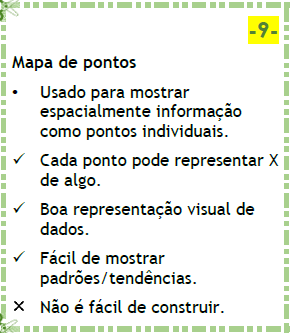 -9-
Mapa de pontos
• Usado para mostrar
espacialmente informação
como pontos individuais.
✓ Cada ponto pode representar X
de algo.
✓ Boa representação visual de
dados.
✓ Fácil de mostrar
padrões/tendências.
✕ Não é fácil de construir.